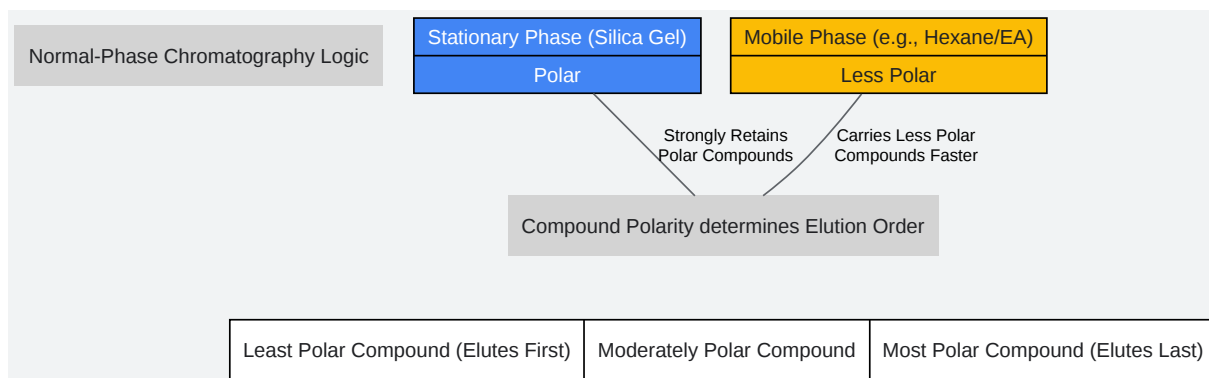 Normal-Phase Chromatography Logic
Stationary Phase (Silica Gel)
Polar
Mobile Phase (e.g., Hexane/EA)
Less Polar
Strongly Retains
Polar Compounds
Carries Less Polar
Compounds Faster
Compound Polarity determines Elution Order
Least Polar Compound (Elutes First)
Moderately Polar Compound
Most Polar Compound (Elutes Last)